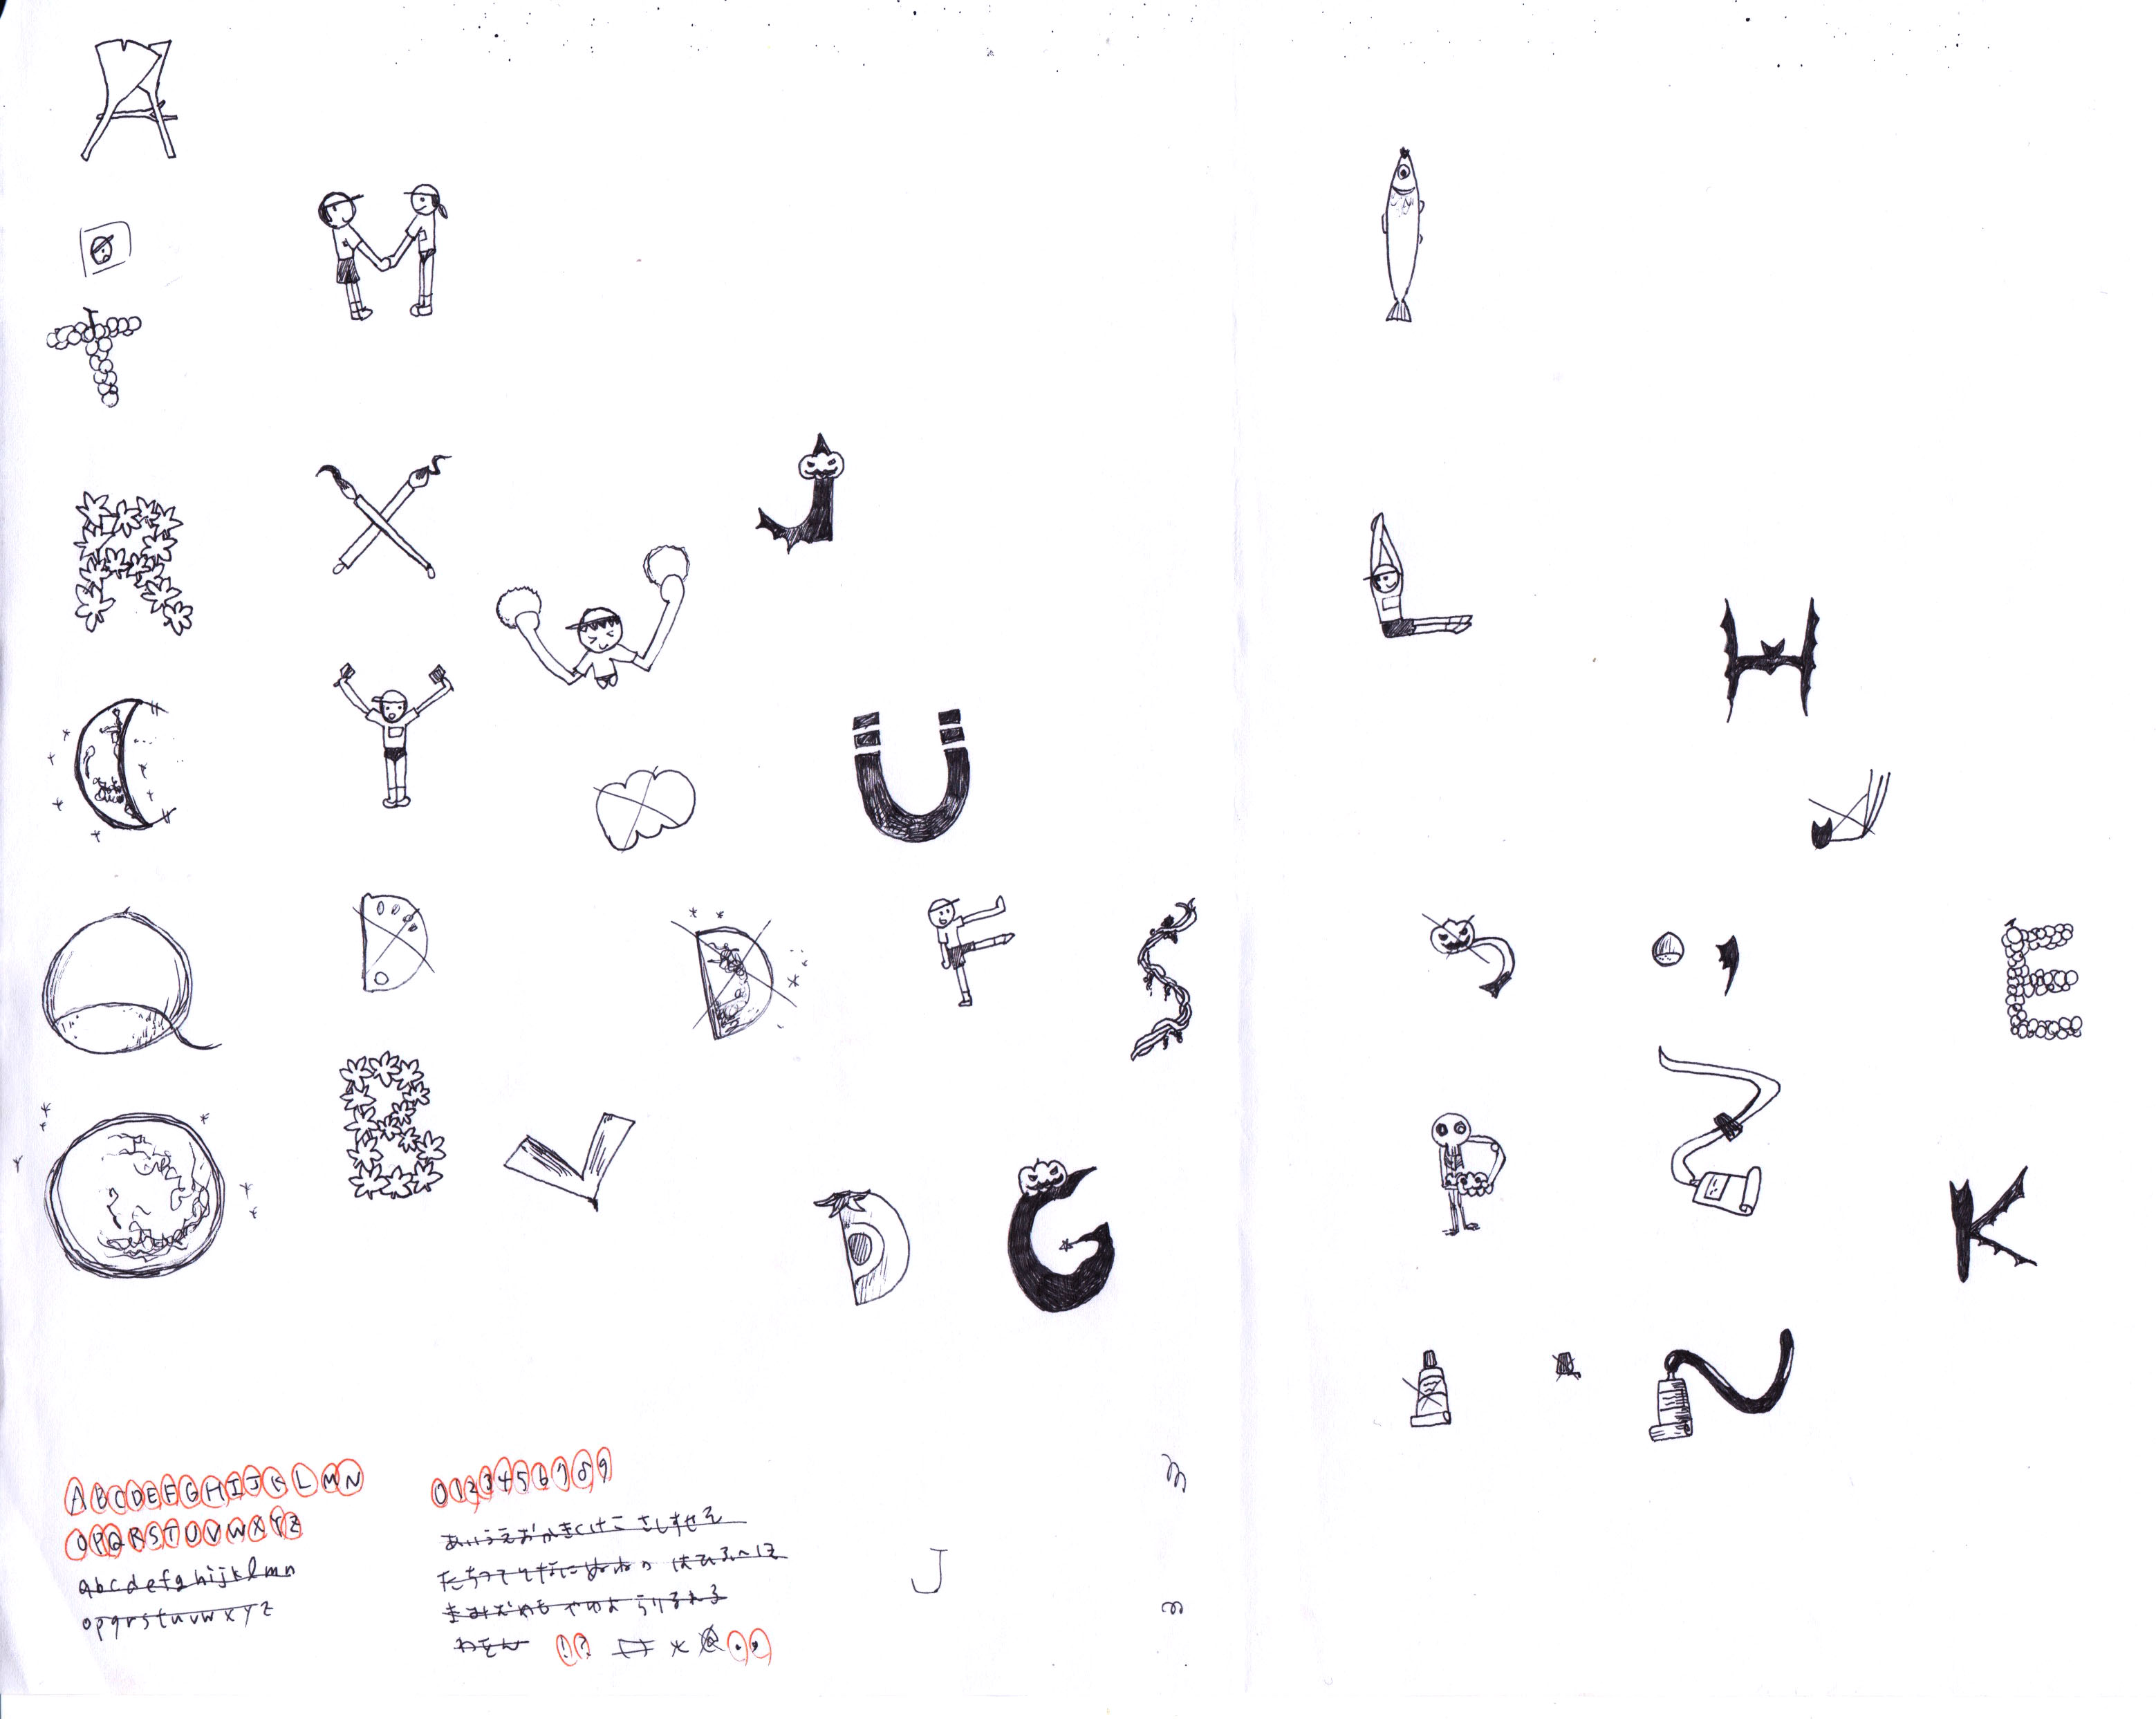 A
M
I
T
X
J
R
W
L
H
C
Y
U
Q
D
D
F
S
. ,
E
O
B
V
D
G
P
Z
K
N
ABCDEFGHIJKLMN
OPQRSTUVWXYZ
abcdefghijklmn
opqrstuvwxyz
0123456789
あいうえおかきくけこ さしすせそ
たちつてとなにぬねの はひふへほ
まみむめも やゆよ らりるれろ
わをん !? * @ . ,
J